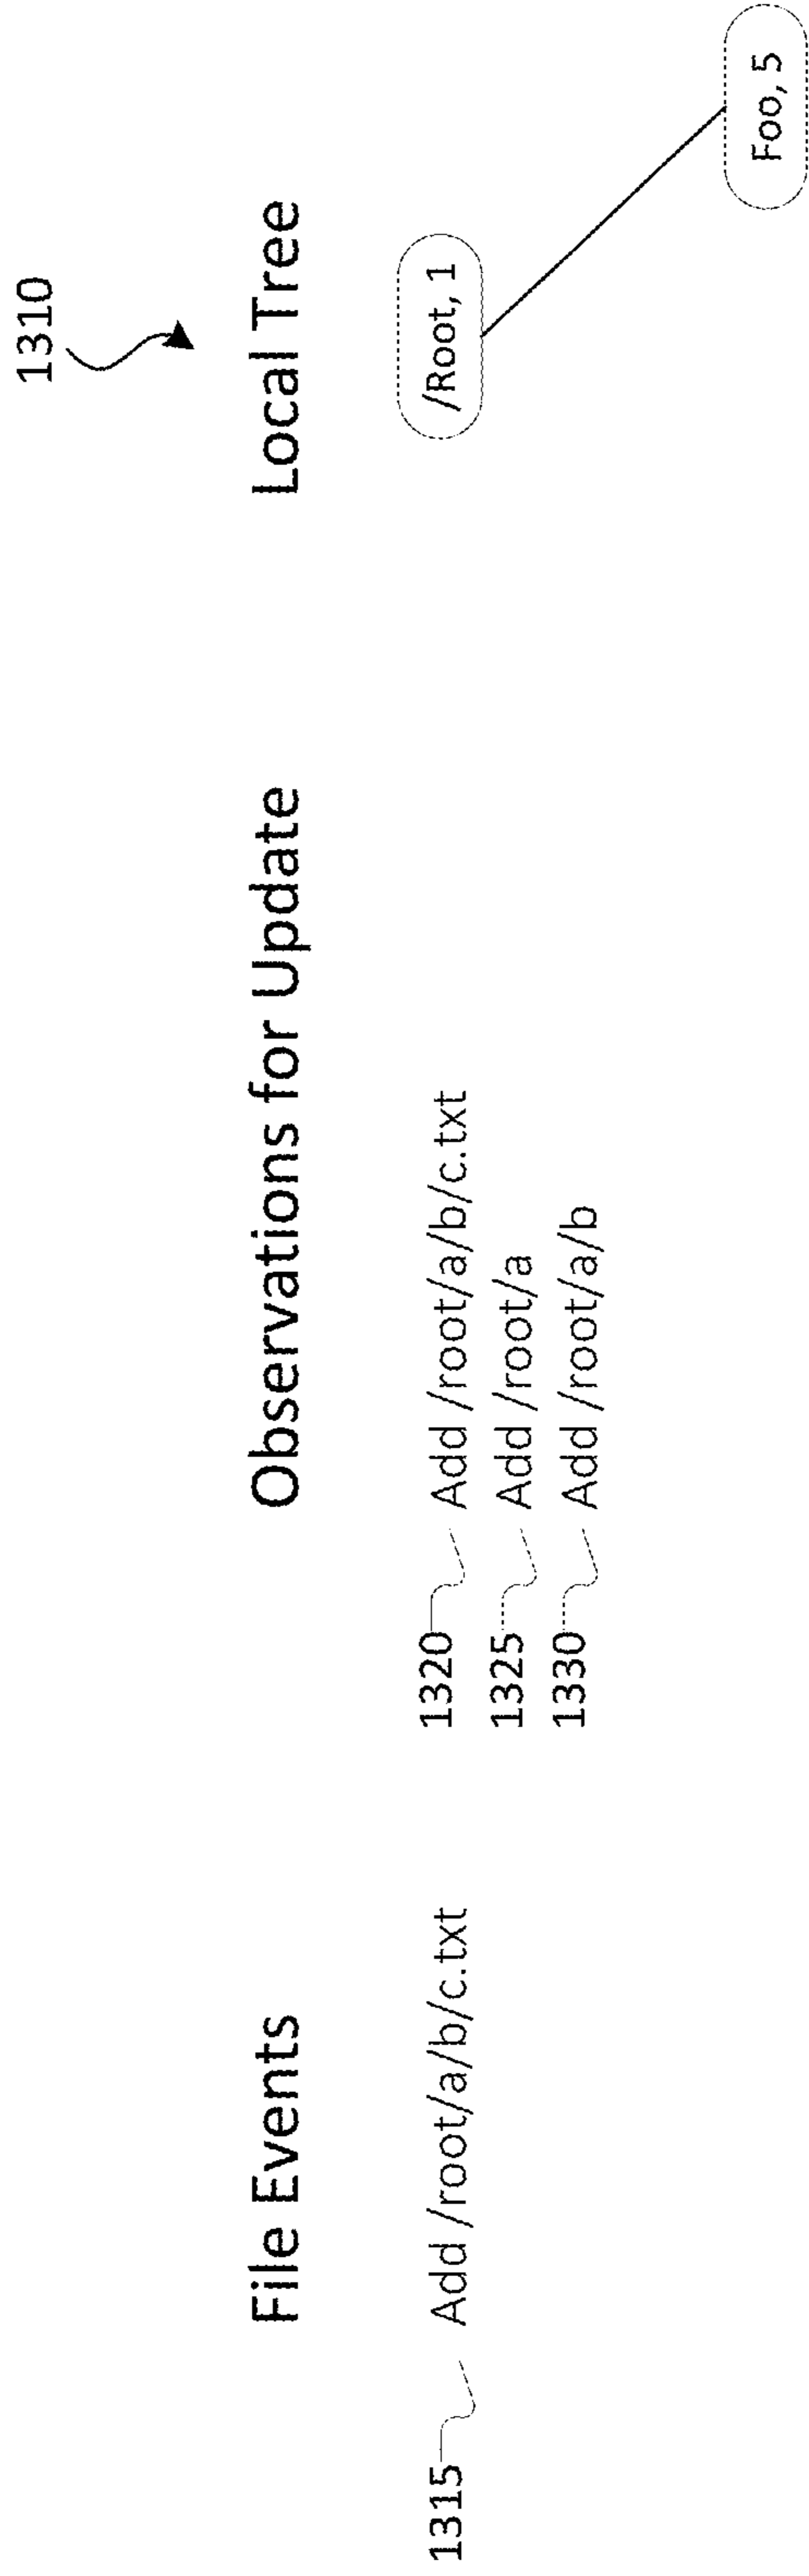 1310
File Events
Observations for Update
Local Tree
1315
Add /root/a/b/c.txt
1320
Add /root/a/b/c.txt
1325
Add /root/a
1330
Add /root/a/b
/Root, 1
Foo, 5